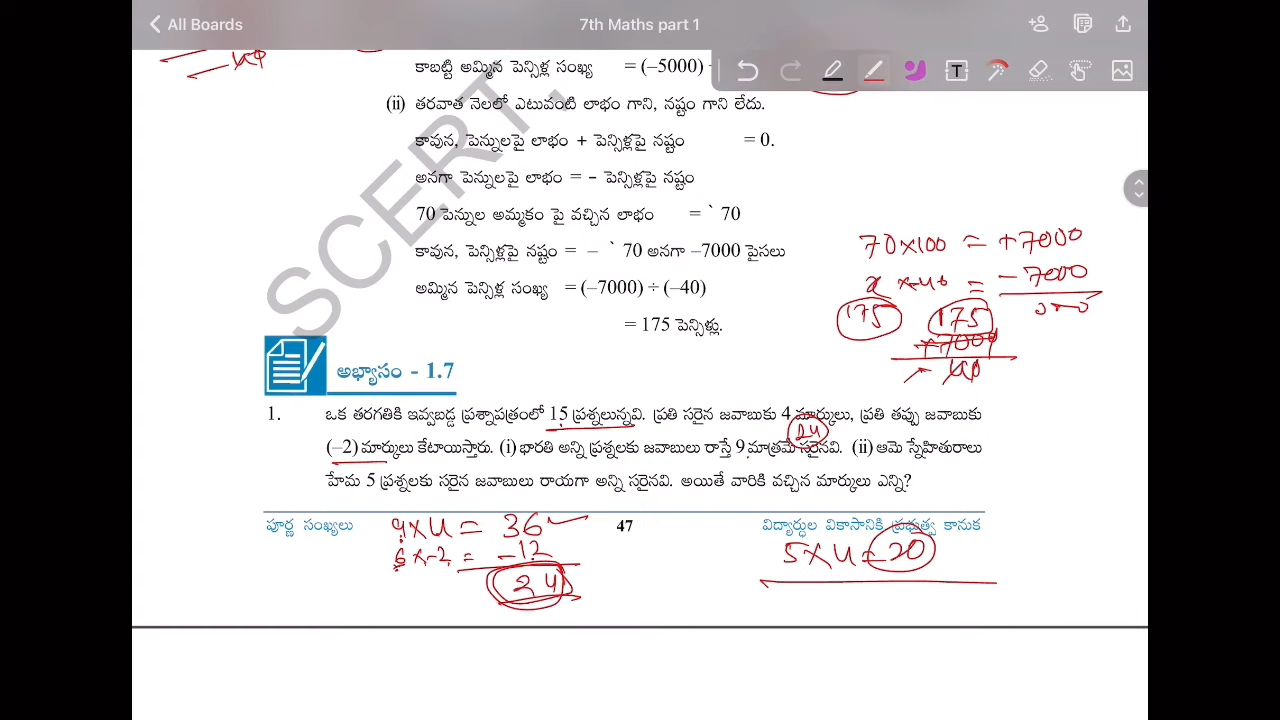 All Boards
7th Maths part 1
కాబట్టి అమ్మిన పెన్సిళ్ల సంఖ్య = (–5000)
(ii) తరవాత నెలలో ఎటువంటి లాభం గాని, నష్టం గాని లేదు.
కావున, పెన్నులపై లాభం + పెన్సిళ్లపై నష్టం = 0.
అనగా పెన్నులపై లాభం = – పెన్సిళ్లపై నష్టం
70 పెన్నుల అమ్మకం పై వచ్చిన లాభం = ` 70
కావున, పెన్సిళ్లపై నష్టం = – ` 70 అనగా –7000 పైసలు
అమ్మిన పెన్సిళ్ల సంఖ్య = (–7000) ÷ (–40)
= 175 పెన్సిళ్లు.
SCERT,
70×100 = +7000
x ×-40 = -7000
175 175
+7000
అభ్యాసం - 1.7
1. ఒక తరగతికి ఇవ్వబడ్డ ప్రశ్నాపత్రంలో 15 ప్రశ్నలున్నవి. ప్రతి సరైన జవాబుకు 4 మార్కులు, ప్రతి తప్పు జవాబుకు
24
(–2) మార్కులు కేటాయిస్తారు. (i) భారతి అన్ని ప్రశ్నలకు జవాబులు రాస్తే 9 మాత్రమే సరైనవి. (ii) ఆమె స్నేహితురాలు
హేమ 5 ప్రశ్నలకు సరైన జవాబులు రాయగా అన్ని సరైనవి. అయితే వారికి వచ్చిన మార్కులు ఎన్ని?
పూర్ణ సంఖ్యలు 47 విద్యార్థుల వికాసానికి ప్రభుత్వ కానుక
9×4 = 36
6×-2 = -12
24
5×4=20